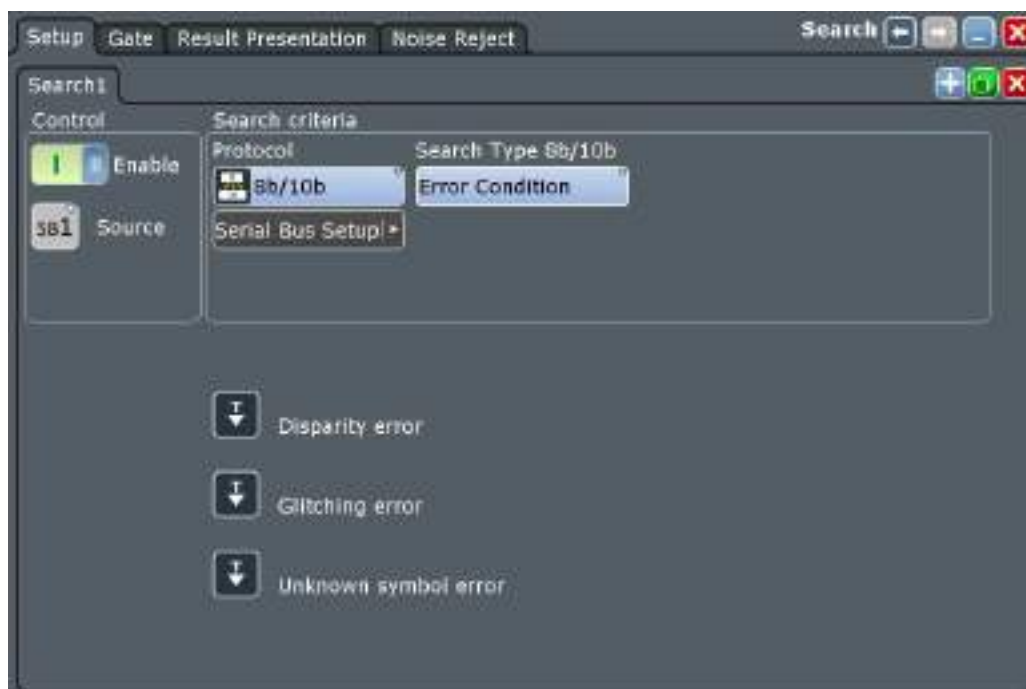 Setup Gate Result Presentation Noise Reject Search
Search1
Control Search criteria
Protocol Search Type 8b/10b
Enable 8b/10b Error Condition
SB1 Source Serial Bus Setup
Disparity error
Glitching error
Unknown symbol error